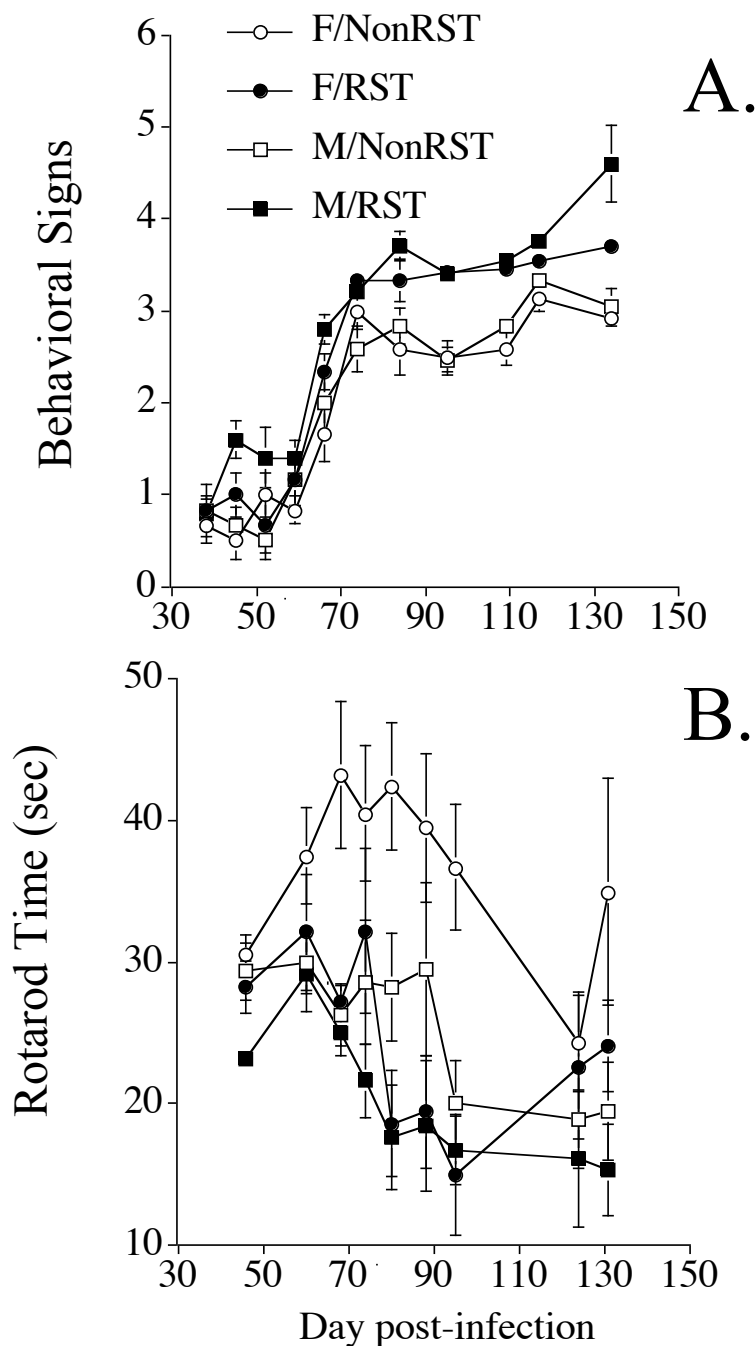 F/NonRST
F/RST
M/NonRST
M/RST
A.
Behavioral Signs
6
5
4
3
2
1
0
30 50 70 90 110 130 150
B.
Rotarod Time (sec)
50
40
30
20
10
30 50 70 90 110 130 150
Day post-infection